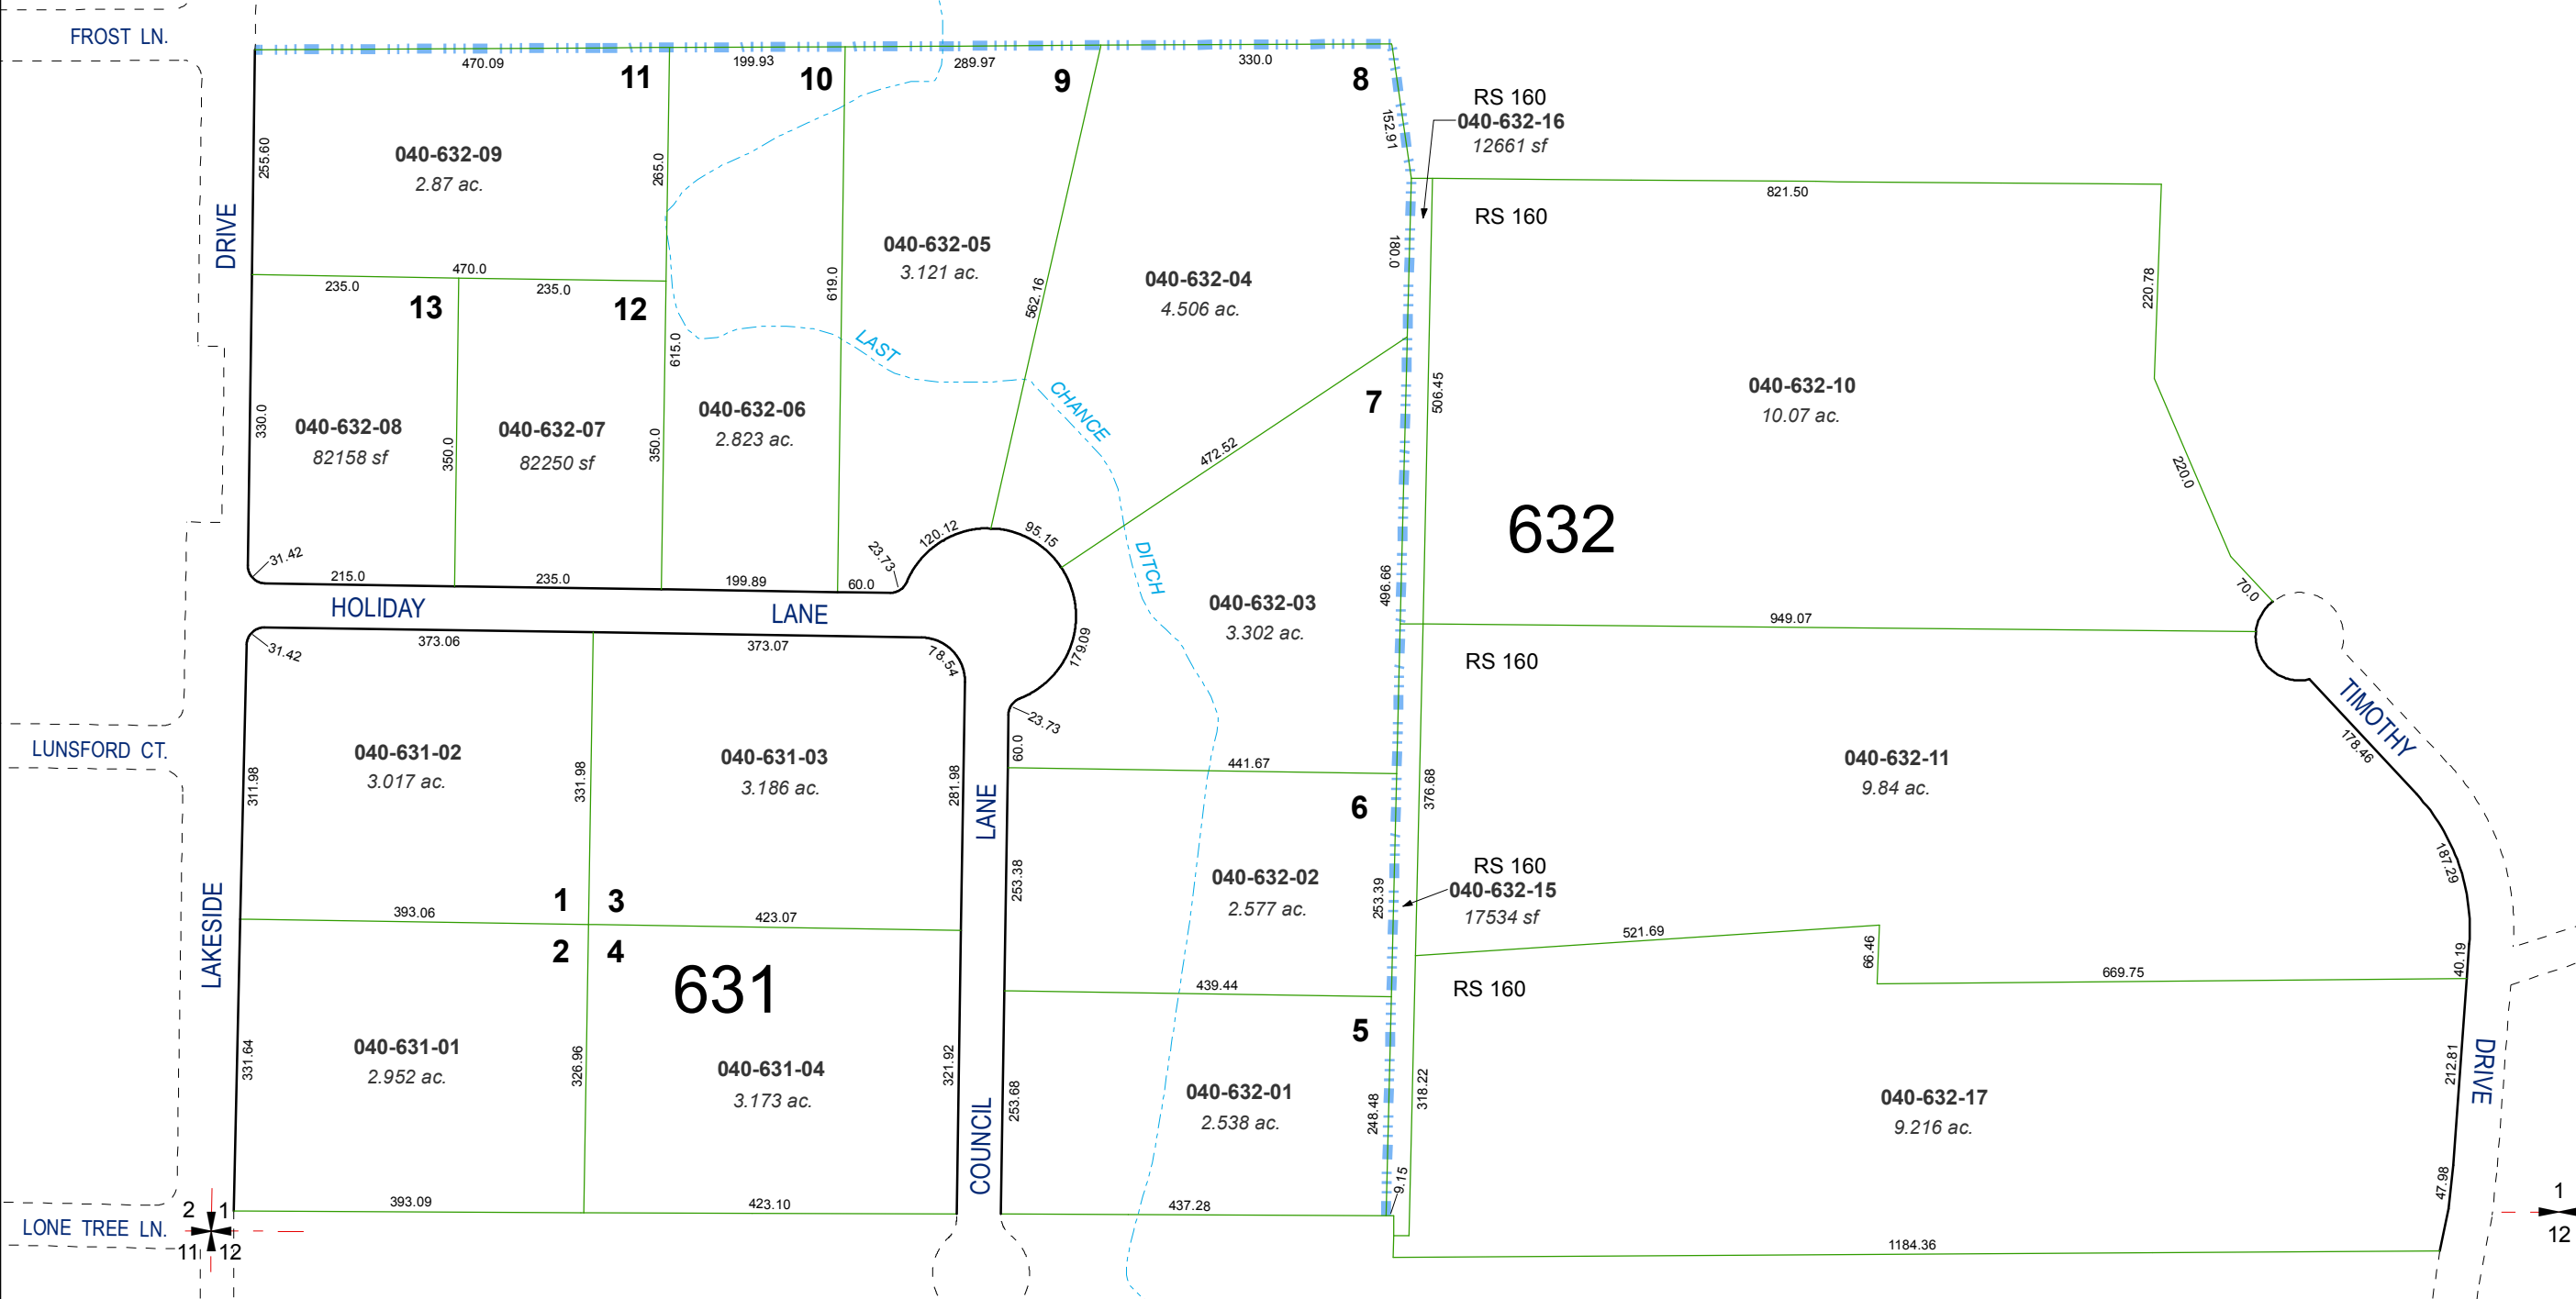 FROST LN.
470.09
11
199.93
10
289.97
9
330.0
8
152.91
RS 160
040-632-16
12661 sf
255.60
040-632-09
2.87 ac.
265.0
DRIVE
821.50
RS 160
180.0
040-632-05
3.121 ac.
040-632-04
4.506 ac.
470.0
235.0
13
235.0
12
619.0
562.16
220.78
615.0
LAST
CHANCE
DITCH
7
506.45
040-632-10
10.07 ac.
330.0
040-632-08
82158 sf
350.0
040-632-07
82250 sf
350.0
040-632-06
2.823 ac.
472.52
220.0
632
31.42
215.0
235.0
199.89
60.0
23.73
120.12
95.15
496.66
70.0
HOLIDAY
LANE
040-632-03
3.302 ac.
949.07
31.42
373.06
373.07
78.54
179.09
RS 160
23.73
60.0
TIMOTHY
178.46
LUNSFORD CT.
311.98
040-631-02
3.017 ac.
331.98
040-631-03
3.186 ac.
281.98
LANE
441.67
6
376.68
040-632-11
9.84 ac.
187.29
253.38
040-632-02
2.577 ac.
253.39
RS 160
040-632-15
17534 sf
LAKESIDE
393.06
1
3
423.07
2
4
521.69
66.46
669.75
40.19
631
439.44
RS 160
5
331.64
040-631-01
2.952 ac.
326.96
040-631-04
3.173 ac.
321.92
COUNCIL
253.68
040-632-01
2.538 ac.
248.48
318.22
040-632-17
9.216 ac.
212.81
DRIVE
9.15
47.98
393.09
423.10
437.28
1184.36
2
1
LONE TREE LN.
11
12
1
12